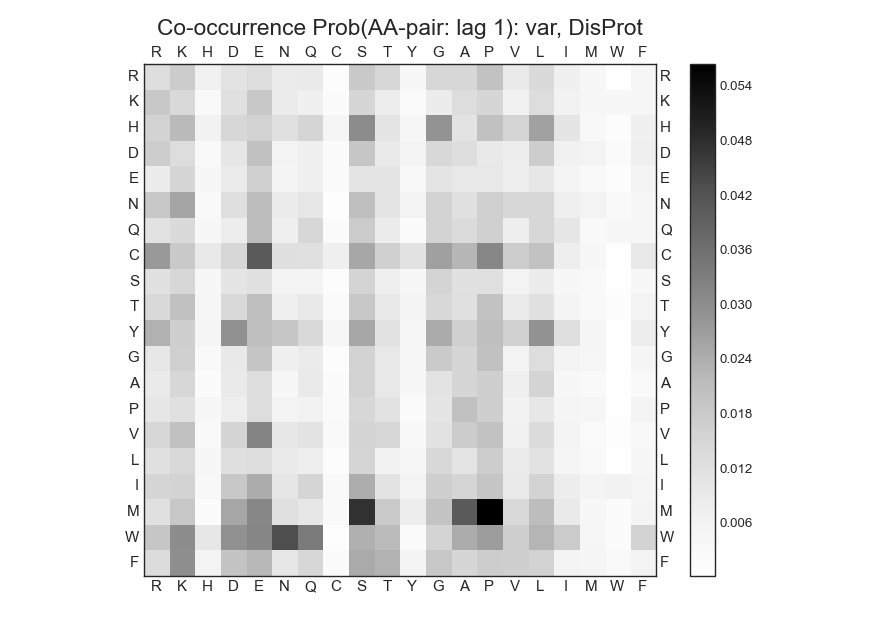 Co-occurrence Prob(AA-pair: lag 1): var, DisProt
R K H D E N Q C S T Y G A P V L I M W F
R R 0.054
K K
H H 0.048
D D
E E 0.042
N N
Q Q 0.036
C C
S S 0.030
T T
Y Y
G G 0.024
A A
P P 0.018
V V
L L 0.012
I I
M M 0.006
W W
F F
R K H D E N Q C S T Y G A P V L I M W F